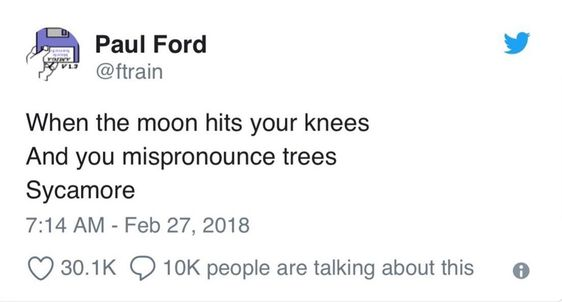 Paul Ford
@ftrain
When the moon hits your knees
And you mispronounce trees
Sycamore
7:14 AM - Feb 27, 2018
30.1K 10K people are talking about this